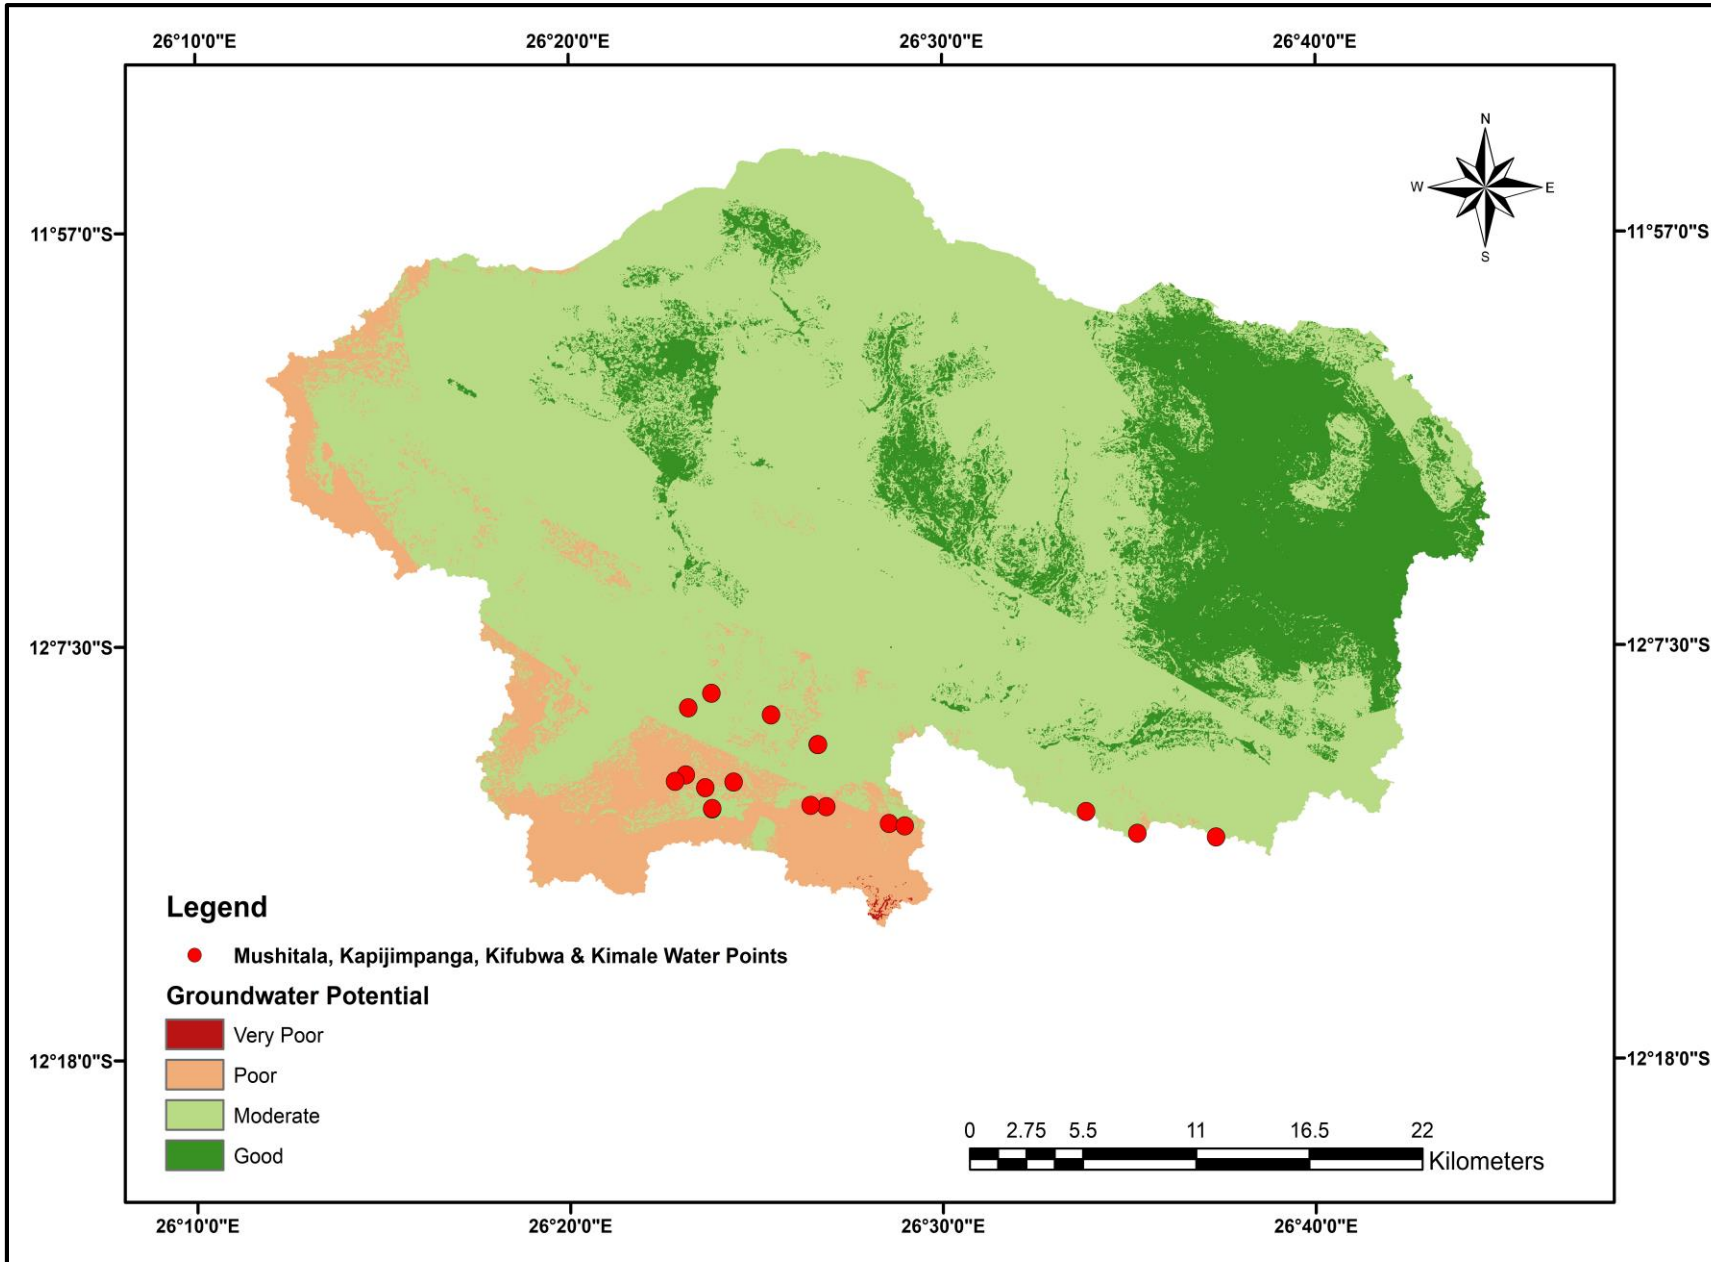 26°10'0"E 26°20'0"E 26°30'0"E 26°40'0"E
N
W E
S
11°57'0"S 11°57'0"S
12°7'30"S 12°7'30"S
12°18'0"S 12°18'0"S
Legend
Mushitala, Kapijimpanga, Kifubwa & Kimale Water Points
Groundwater Potential
Very Poor
Poor
Moderate
Good
0 2.75 5.5 11 16.5 22
Kilometers
26°10'0"E 26°20'0"E 26°30'0"E 26°40'0"E